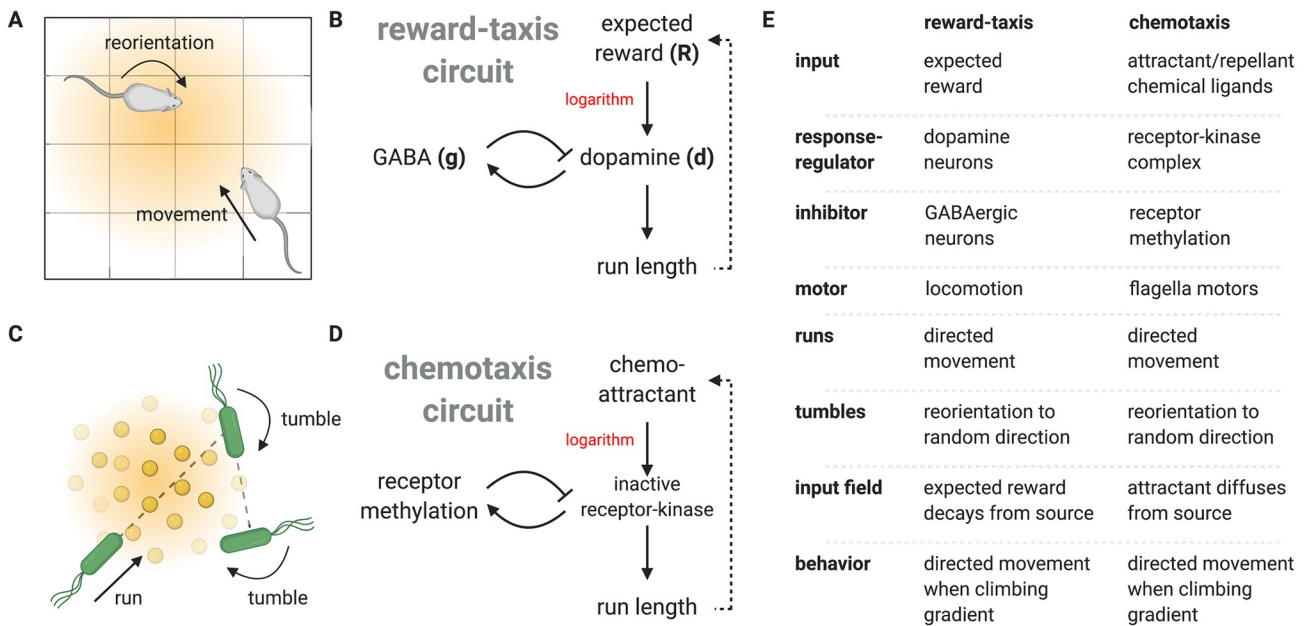 A
reorientation
movement
B
reward-taxis
circuit
expected
reward (R)
logarithm
GABA (g)
dopamine (d)
run length
C
tumble
run
tumble
D
chemotaxis
circuit
chemo-
attractant
logarithm
receptor
methylation
inactive
receptor-kinase
run length
E
reward-taxis chemotaxis
input expected attractant/repellant
reward chemical ligands
response- dopamine receptor-kinase
regulator neurons complex
inhibitor GABAergic receptor
neurons methylation
motor locomotion flagella motors
runs directed directed
movement movement
tumbles reorientation to reorientation to
random direction random direction
input field expected reward attractant diffuses
decays from source from source
behavior directed movement directed movement
when climbing when climbing
gradient gradient